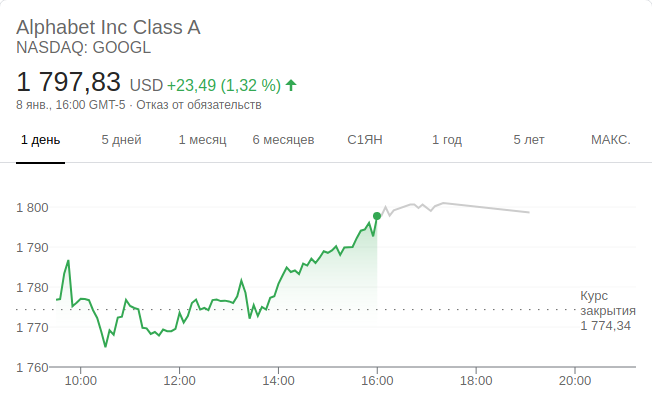 Alphabet Inc Class A
NASDAQ: GOOGL
1 797,83 USD +23,49 (1,32 %)
8 янв., 16:00 GMT-5 · Отказ от обязательств
1 день 5 дней 1 месяц 6 месяцев С1ЯН 1 год 5 лет МАКС.
1 800
1 790
1 780
1 770
1 760
Курс
закрытия
1 774,34
10:00 12:00 14:00 16:00 18:00 20:00